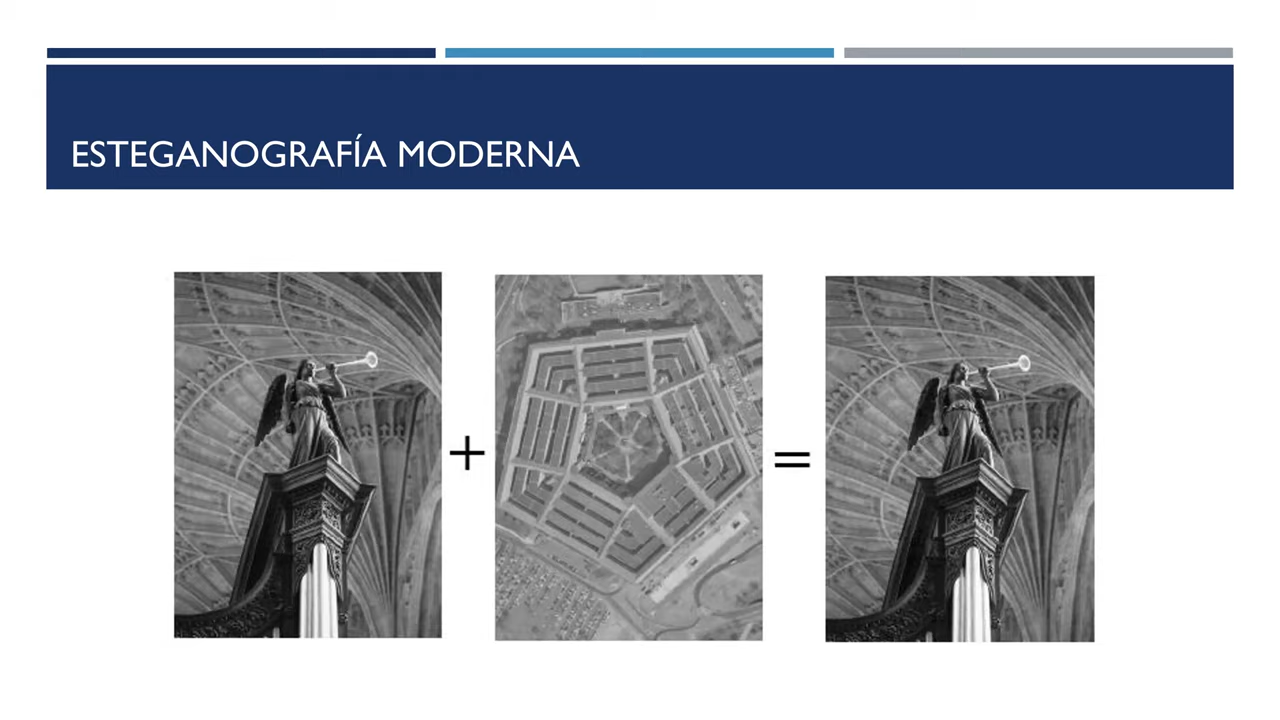 ESTEGANOGRAFÍA MODERNA
+ =